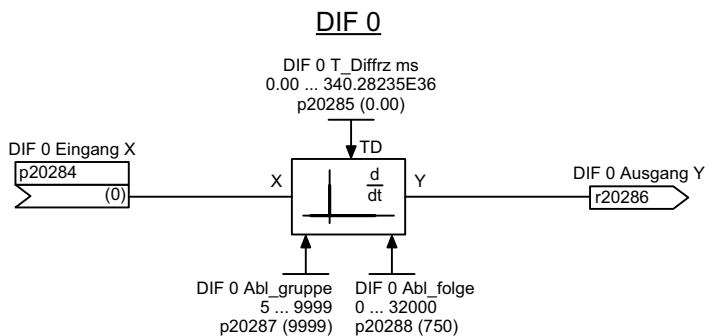 DIF 0
DIF 0 T_Diffrz ms
0.00 ... 340.28235E36
p20285 (0.00)
TD
DIF 0 Eingang X
p20284
(0)
X
d
dt
Y
DIF 0 Ausgang Y
r20286
DIF 0 Abl_gruppe
5 ... 9999
p20287 (9999)
DIF 0 Abl_folge
0 ... 32000
p20288 (750)